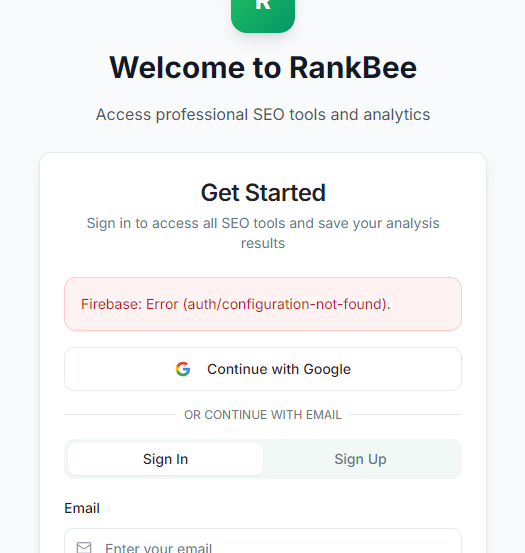 R
Welcome to RankBee
Access professional SEO tools and analytics
Get Started
Sign in to access all SEO tools and save your analysis
results
Firebase: Error (auth/configuration-not-found).
Continue with Google
OR CONTINUE WITH EMAIL
Sign In
Sign Up
Email
Enter your email